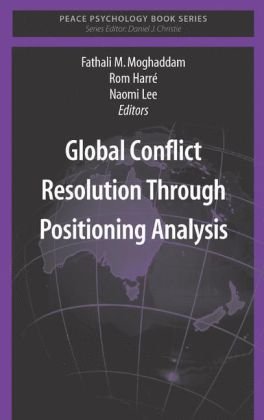 PEACE PSYCHOLOGY BOOK SERIES
Series Editor: Daniel J. Christie
Fathali M. Moghaddam
Rom Harré
Naomi Lee
Editors
Global Conflict
Resolution Through
Positioning Analysis